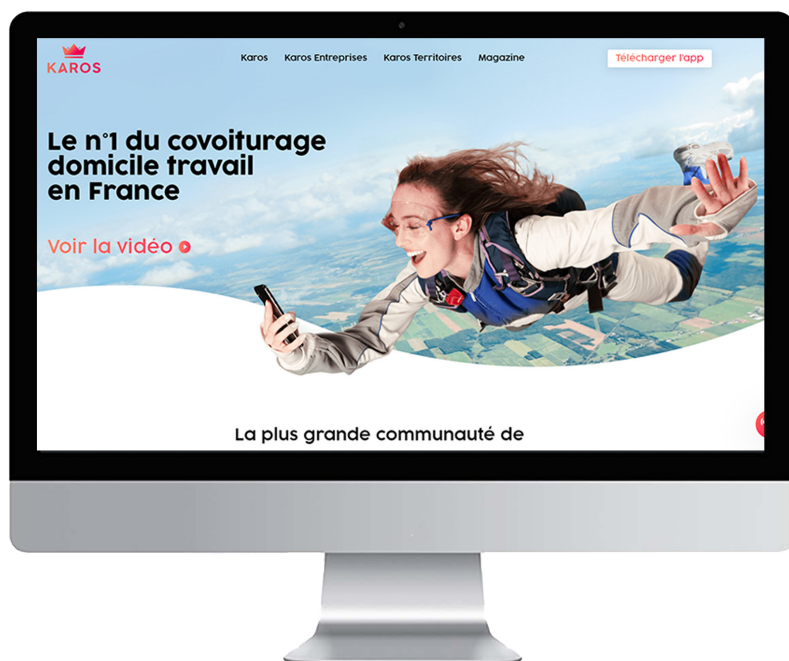 KAROS
Karos Karos Entreprises Karos Territoires Magazine
Télécharger l'app
Le n°1 du covoiturage
domicile travail
en France
Voir la vidéo
La plus grande communauté de